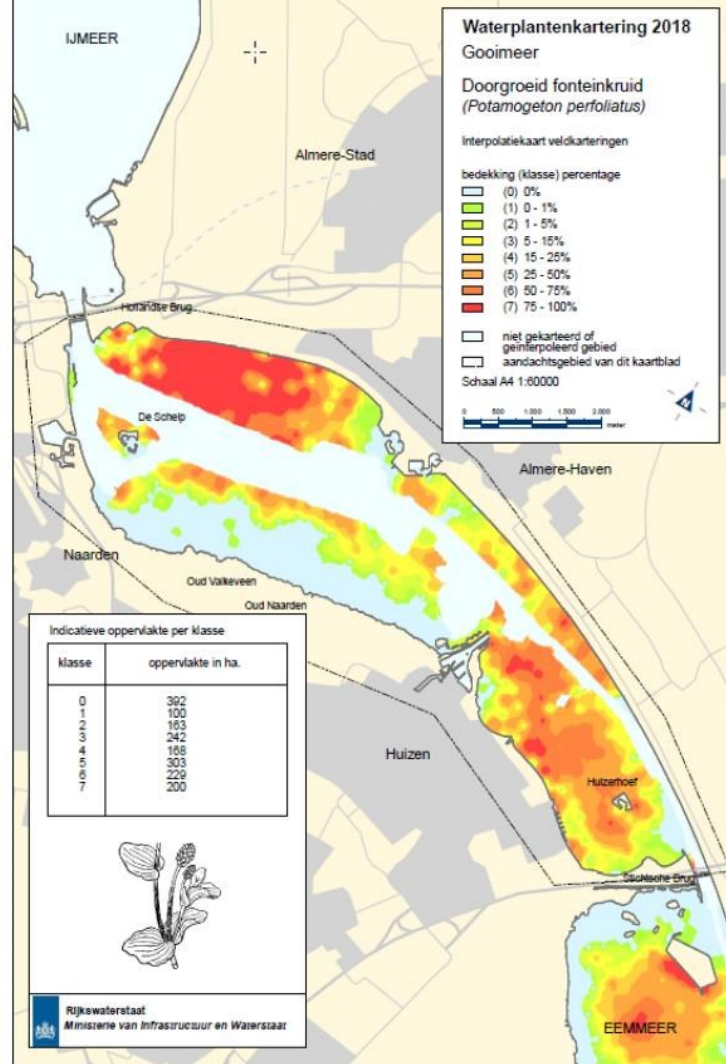 IJMEER
Waterplantenkartering 2018
Gooimeer
Doorgroeid fonteinkruid
(Potamogeton perfoliatus)
Interpolatiekaart veldkarteringen
bedekking (klasse) percentage
(0) 0%
(1) 0 - 1%
(2) 1 - 5%
(3) 5 - 15%
(4) 15 - 25%
(5) 25 - 50%
(6) 50 - 75%
(7) 75 - 100%
niet gekarteerd of
geinterpoleerd gebied
aandachtsgebied van dit kaartblad
Schaal A4 1:60000
0 500 1.000 1.500 2.000
meter
N
Almere-Stad
Hollandse Brug
De Schelp
Almere-Haven
Naarden
Oud Valkeveen
Oud Naarden
Huizen
Huizerhoef
Stichtsche Brug
EEMMEER
Indicatieve oppervlakte per klasse
klasse oppervlakte in ha.
0 392
1 100
2 163
3 242
4 168
5 303
6 229
7 200
Rijkswaterstaat
Ministerie van Infrastructuur en Waterstaat